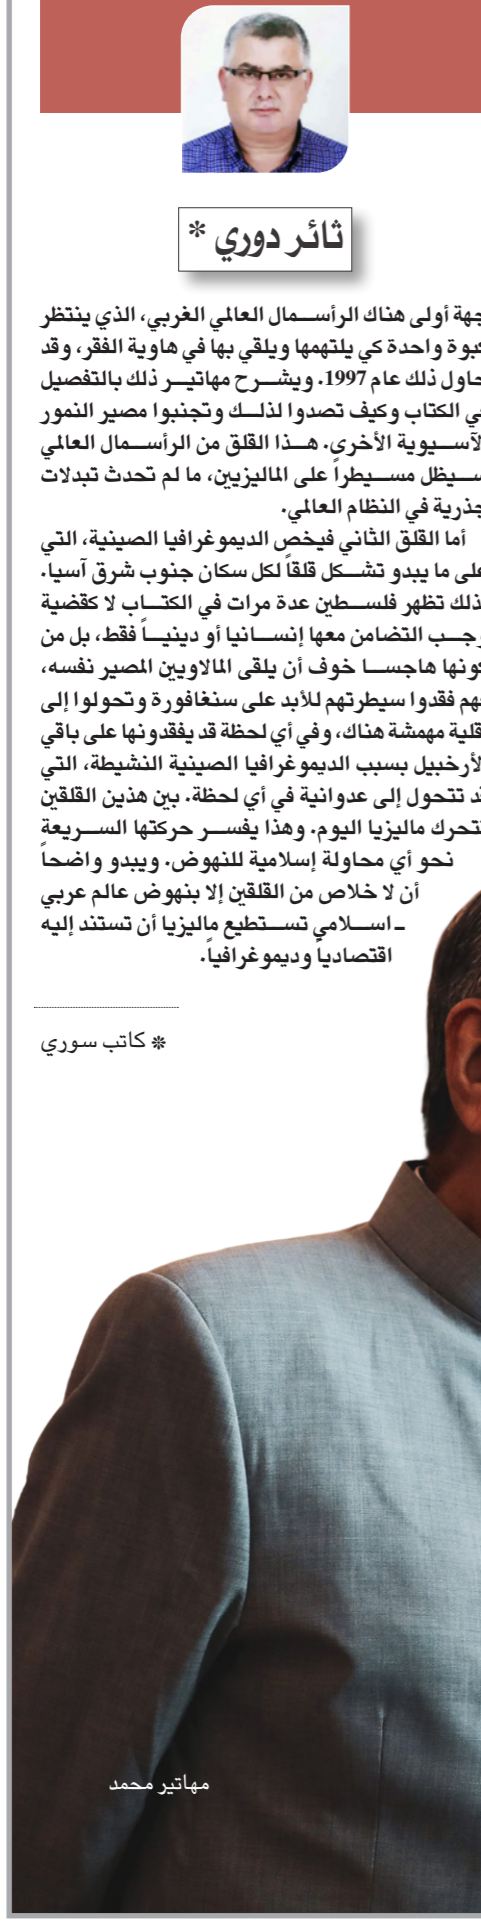 ثائر دوري *
جهة أولى هناك الرأسمال العالمي الغربي، الذي ينتظر
كبوة واحدة كي يلتهمها ويلقي بها في هاوية الفقر، وقد
حاول ذلك عام 1997. ويشرح مهاتير ذلك بالتفصيل
في الكتاب وكيف تصدوا لذلك وتجنبوا مصير النمور
لآسيوية الأخرى. هذا القلق من الرأسمال العالمي
سيظل مسيطراً على الماليزيين، ما لم تحدث تبدلات
جذرية في النظام العالمي.
أما القلق الثاني فيخص الديموغرافيا الصينية، التي
على ما يبدو تشكل قلقاً لكل سكان جنوب شرق آسيا.
ذلك تظهر فلسطين عدة مرات في الكتاب لا كقضية
وجب التضامن معها إنسانيا أو دينياً فقط، بل من
كونها هاجسا خوف أن يلقى المالاويين المصير نفسه،
هم فقدوا سيطرتهم للأبد على سنغافورة وتحولوا إلى
قلية مهمشة هناك، وفي أي لحظة قد يفقدونها على باقي
لأرخبيل بسبب الديموغرافيا الصينية النشيطة، التي
قد تتحول إلى عدوانية في أي لحظة. بين هذين القلقين
تتحرك ماليزيا اليوم. وهذا يفسر حركتها السريعة
نحو أي محاولة إسلامية للنهوض. ويبدو واضحاً
أن لا خلاص من القلقين إلا بنهوض عالم عربي
ـ اسلامي تستطيع ماليزيا أن تستند إليه
اقتصادياً وديموغرافياً.
* كاتب سوري
مهاتير محمد